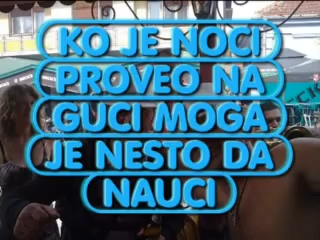 KO JE NOCI
PROVEO NA
GUCI MOGA
JE NESTO DA
NAUCI